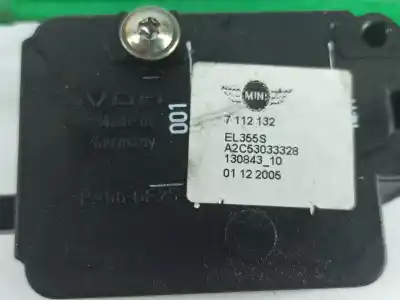 VDO
Made in
Germany
001
MINI
7 112 132
EL355S
A2C53033328
130843_10
01 12 2005